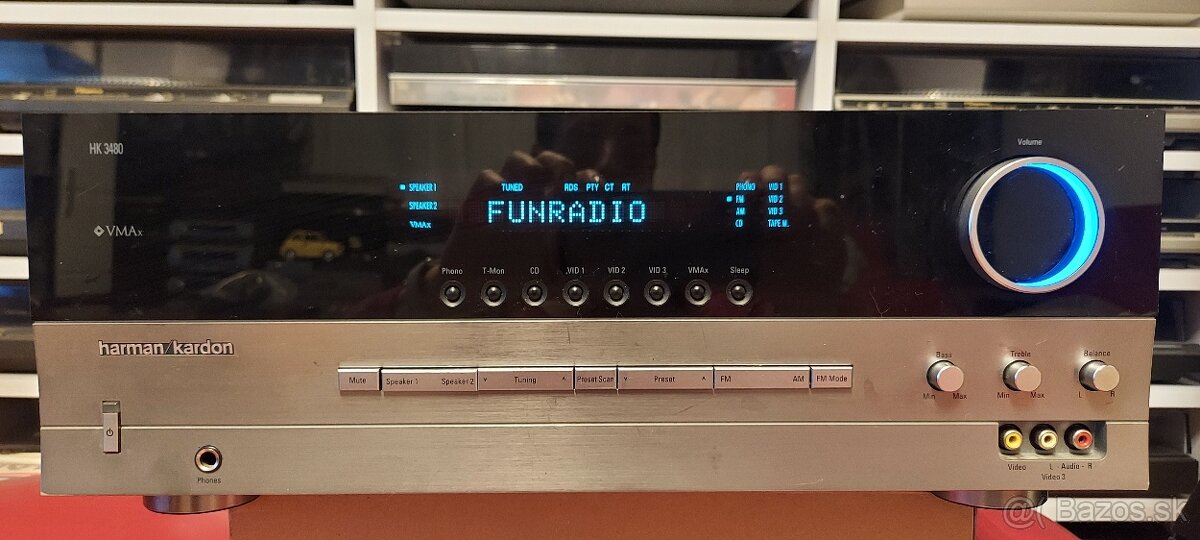 Volume
HK 3480
SPEAKER 1 TUNED RDS PTY CT RT PHONO VID 1
FM VID 2
SPEAKER 2 FUNRADIO AM VID 3
VMAx CD TAPE M.
VMAx
Phono T-Mon CD VID 1 VID 2 VID 3 VMAx Sleep
harman/kardon
Bass Treble Balance
Mute Speaker 1 Speaker 2 Tuning Preset Scan Preset FM AM FM Mode
Min Max Min Max L R
Phones
Video L - Audio - R
Video 3
@ Bazos.sk